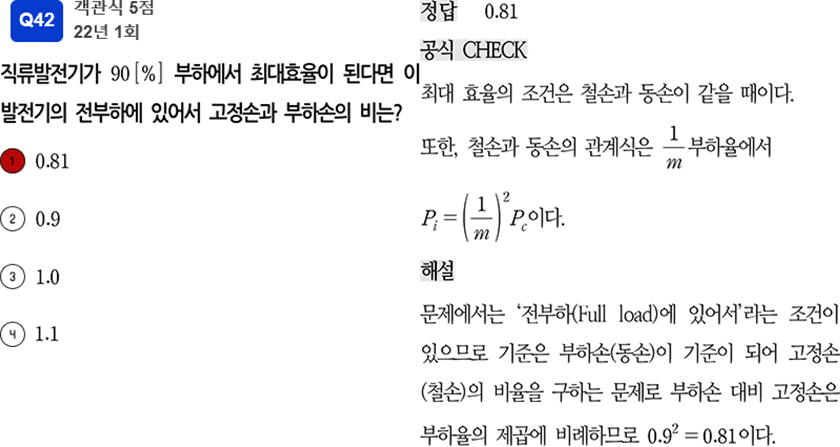 Q42
객관식 5점
22년 1회
직류발전기가 90[%] 부하에서 최대효율이 된다면 이
발전기의 전부하에 있어서 고정손과 부하손의 비는?
1 0.81
2 0.9
3 1.0
4 1.1
정답 0.81
공식 CHECK
최대 효율의 조건은 철손과 동손이 같을 때이다.
또한, 철손과 동손의 관계식은 1/m 부하율에서
P_i = (1/m)^2 P_c이다.
해설
문제에서는 '전부하(Full load)에 있어서'라는 조건이
있으므로 기준은 부하손(동손)이 기준이 되어 고정손
(철손)의 비율을 구하는 문제로 부하손 대비 고정손은
부하율의 제곱에 비례하므로 0.9² = 0.81이다.